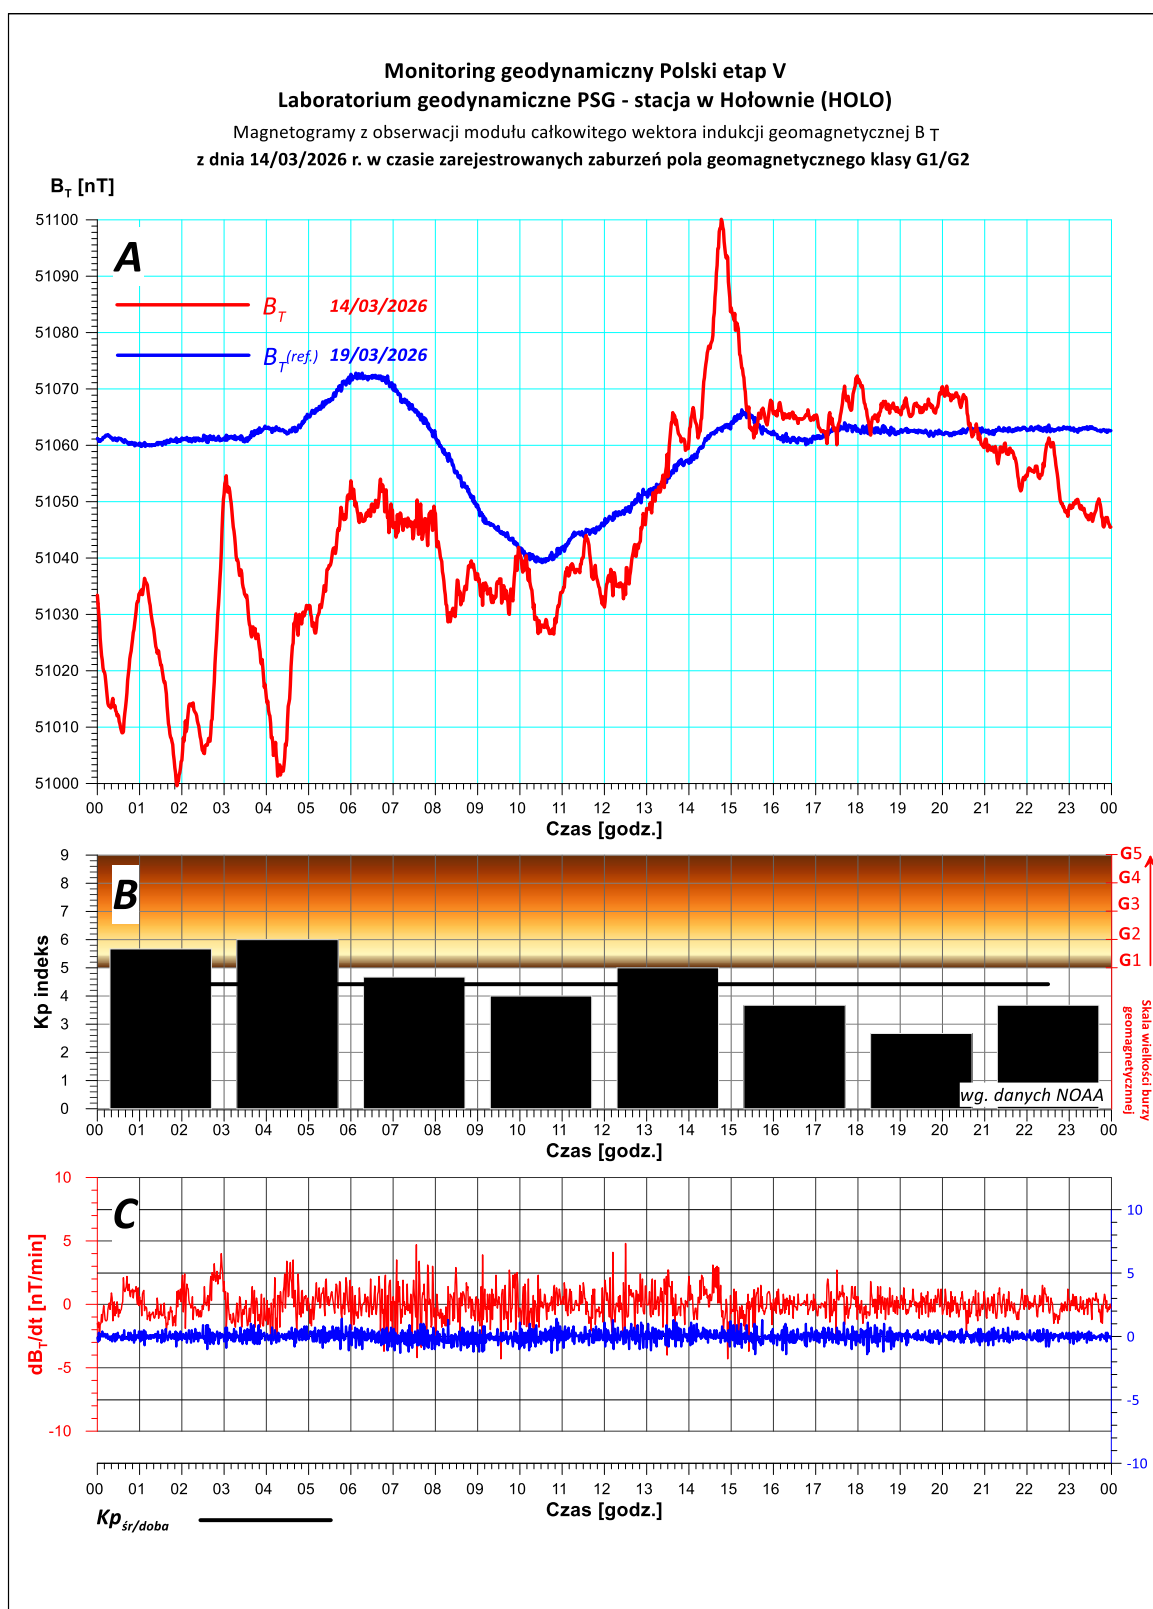 Monitoring geodynamiczny Polski etap V
Laboratorium geodynamiczne PSG - stacja w Hołownie (HOLO)
Magnetogramy z obserwacji modułu całkowitego wektora indukcji geomagnetycznej B T
z dnia 14/03/2026 r. w czasie zarejestrowanych zaburzeń pola geomagnetycznego klasy G1/G2
BT [nT]
A
BT 14/03/2026
BT(ref.) 19/03/2026
51100
51090
51080
51070
51060
51050
51040
51030
51020
51010
51000
00 01 02 03 04 05 06 07 08 09 10 11 12 13 14 15 16 17 18 19 20 21 22 23 00
Czas [godz.]
B
Kp indeks
9
8
7
6
5
4
3
2
1
0
G5
G4
G3
G2
G1
Skala wielkości burzy
geomagnetycznnej
wg. danych NOAA
00 01 02 03 04 05 06 07 08 09 10 11 12 13 14 15 16 17 18 19 20 21 22 23 00
Czas [godz.]
C
dBT/dt [nT/min]
10
5
0
-5
-10
10
5
0
-5
-10
00 01 02 03 04 05 06 07 08 09 10 11 12 13 14 15 16 17 18 19 20 21 22 23 00
Czas [godz.]
Kp śr/doba